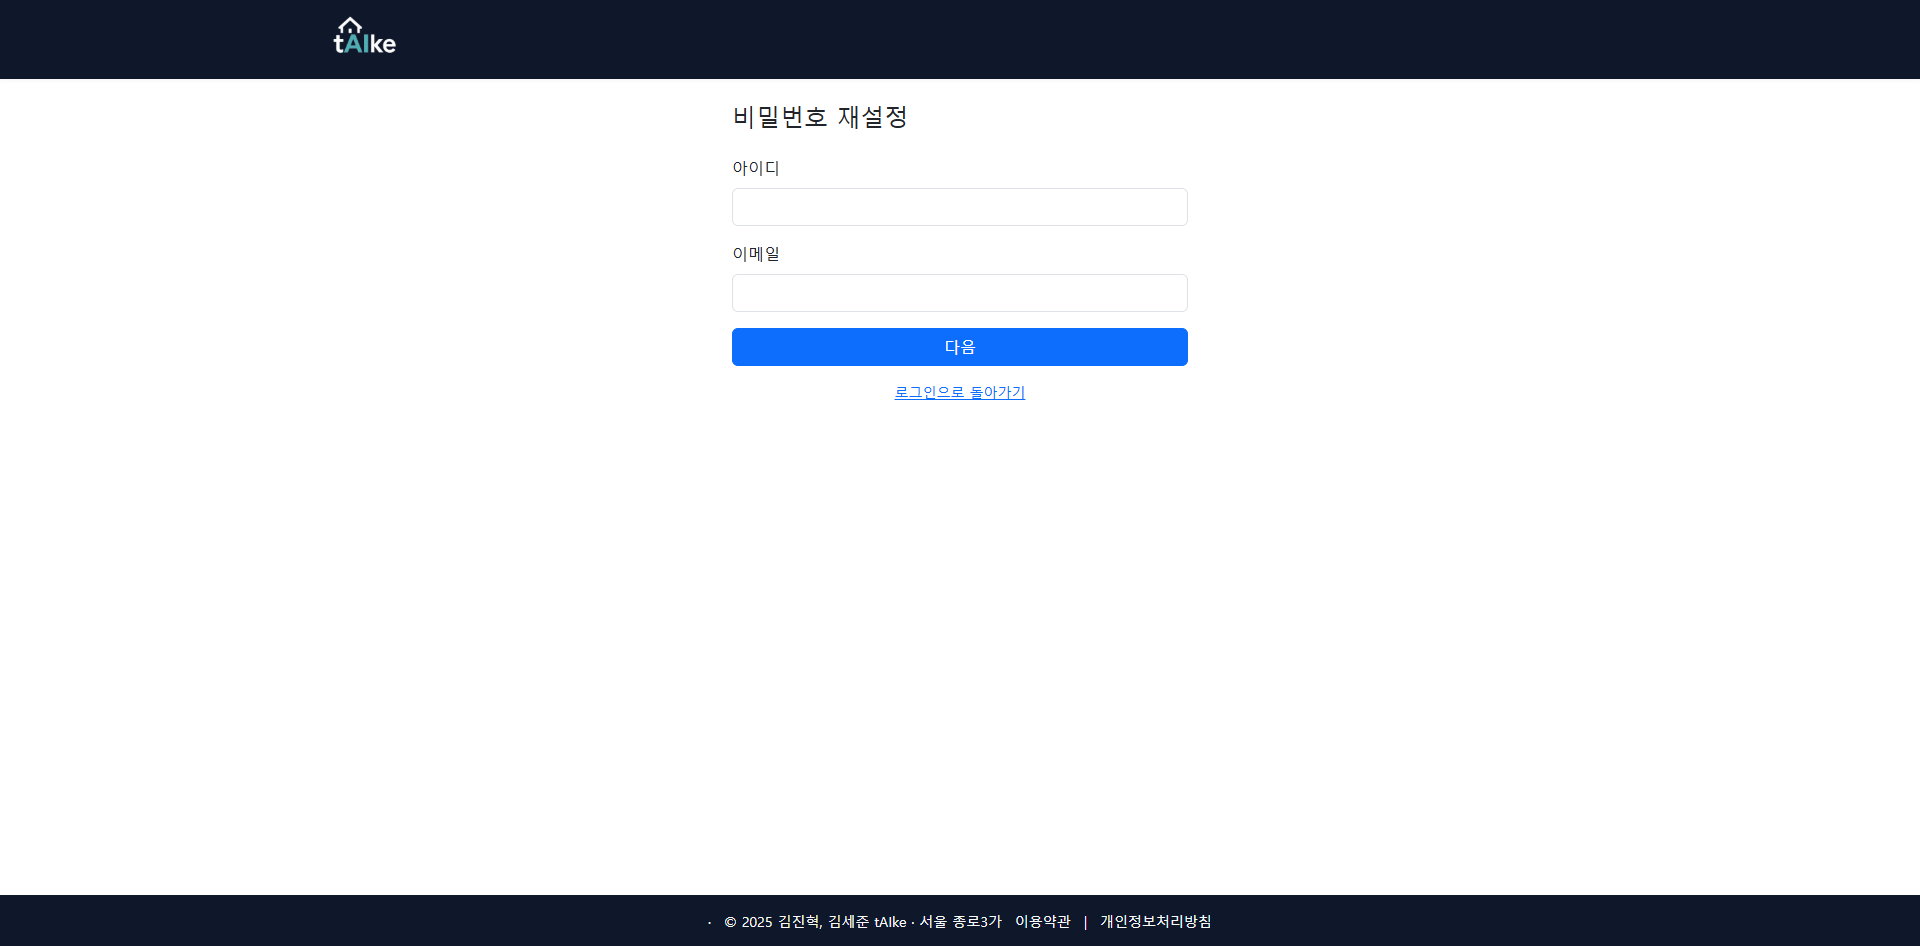 tAIke
비밀번호 재설정
아이디
이메일
다음
로그인으로 돌아가기
· © 2025 김진혁, 김세준 tAIke · 서울 종로3가 이용약관 | 개인정보처리방침